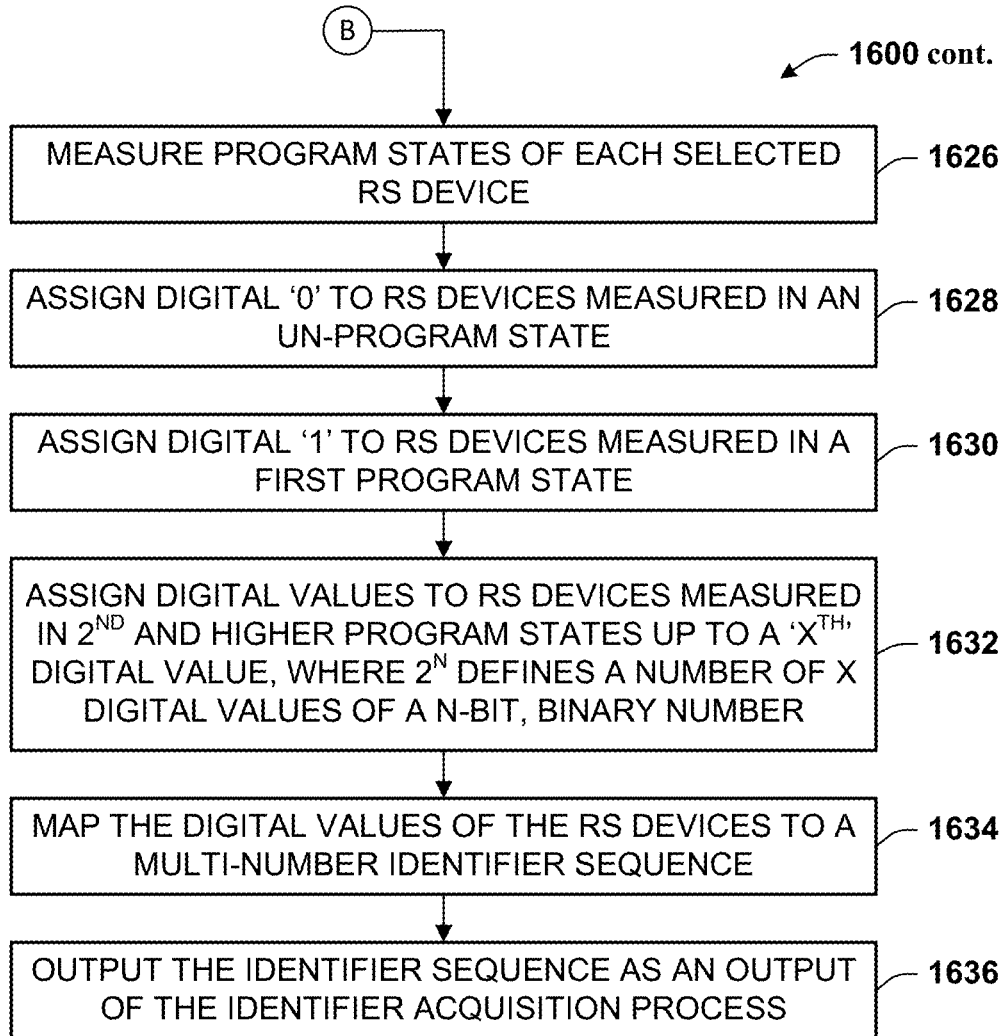 B
1600 cont.
MEASURE PROGRAM STATES OF EACH SELECTED
RS DEVICE
1626
ASSIGN DIGITAL ‘0’ TO RS DEVICES MEASURED IN AN
UN-PROGRAM STATE
1628
ASSIGN DIGITAL ‘1’ TO RS DEVICES MEASURED IN A
FIRST PROGRAM STATE
1630
ASSIGN DIGITAL VALUES TO RS DEVICES MEASURED
IN 2ND AND HIGHER PROGRAM STATES UP TO A ‘XTH’
DIGITAL VALUE, WHERE 2N DEFINES A NUMBER OF X
DIGITAL VALUES OF A N-BIT, BINARY NUMBER
1632
MAP THE DIGITAL VALUES OF THE RS DEVICES TO A
MULTI-NUMBER IDENTIFIER SEQUENCE
1634
OUTPUT THE IDENTIFIER SEQUENCE AS AN OUTPUT
OF THE IDENTIFIER ACQUISITION PROCESS
1636